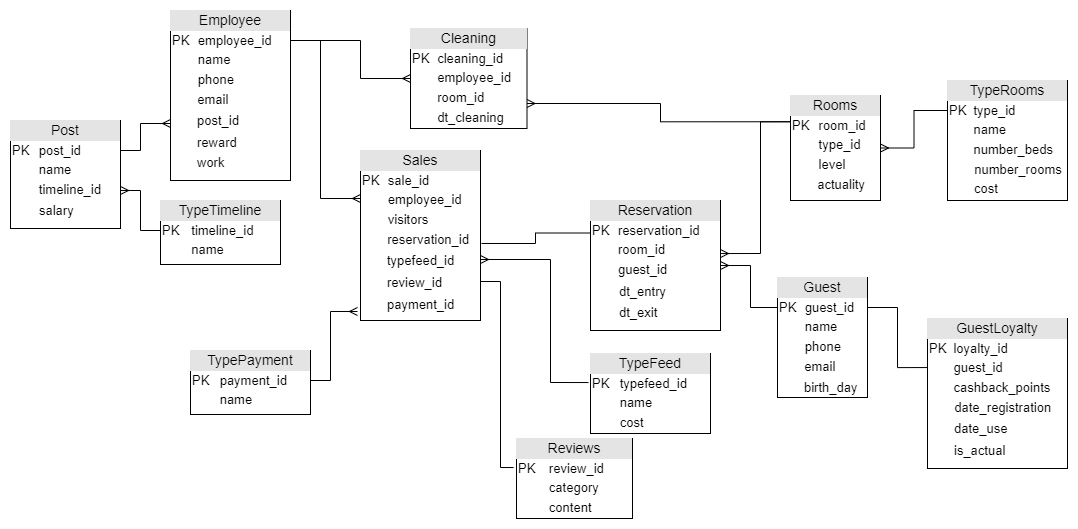 Employee
PK employee_id
name
phone
email
post_id
reward
work
Cleaning
PK cleaning_id
employee_id
room_id
dt_cleaning
TypeRooms
PK type_id
name
number_beds
number_rooms
cost
Rooms
PK room_id
type_id
level
actuality
Post
PK post_id
name
timeline_id
salary
Sales
PK sale_id
employee_id
visitors
reservation_id
typefeed_id
review_id
payment_id
TypeTimeline
PK timeline_id
name
Reservation
PK reservation_id
room_id
guest_id
dt_entry
dt_exit
Guest
PK guest_id
name
phone
email
birth_day
GuestLoyalty
PK loyalty_id
guest_id
cashback_points
date_registration
date_use
is_actual
TypePayment
PK payment_id
name
TypeFeed
PK typefeed_id
name
cost
Reviews
PK review_id
category
content